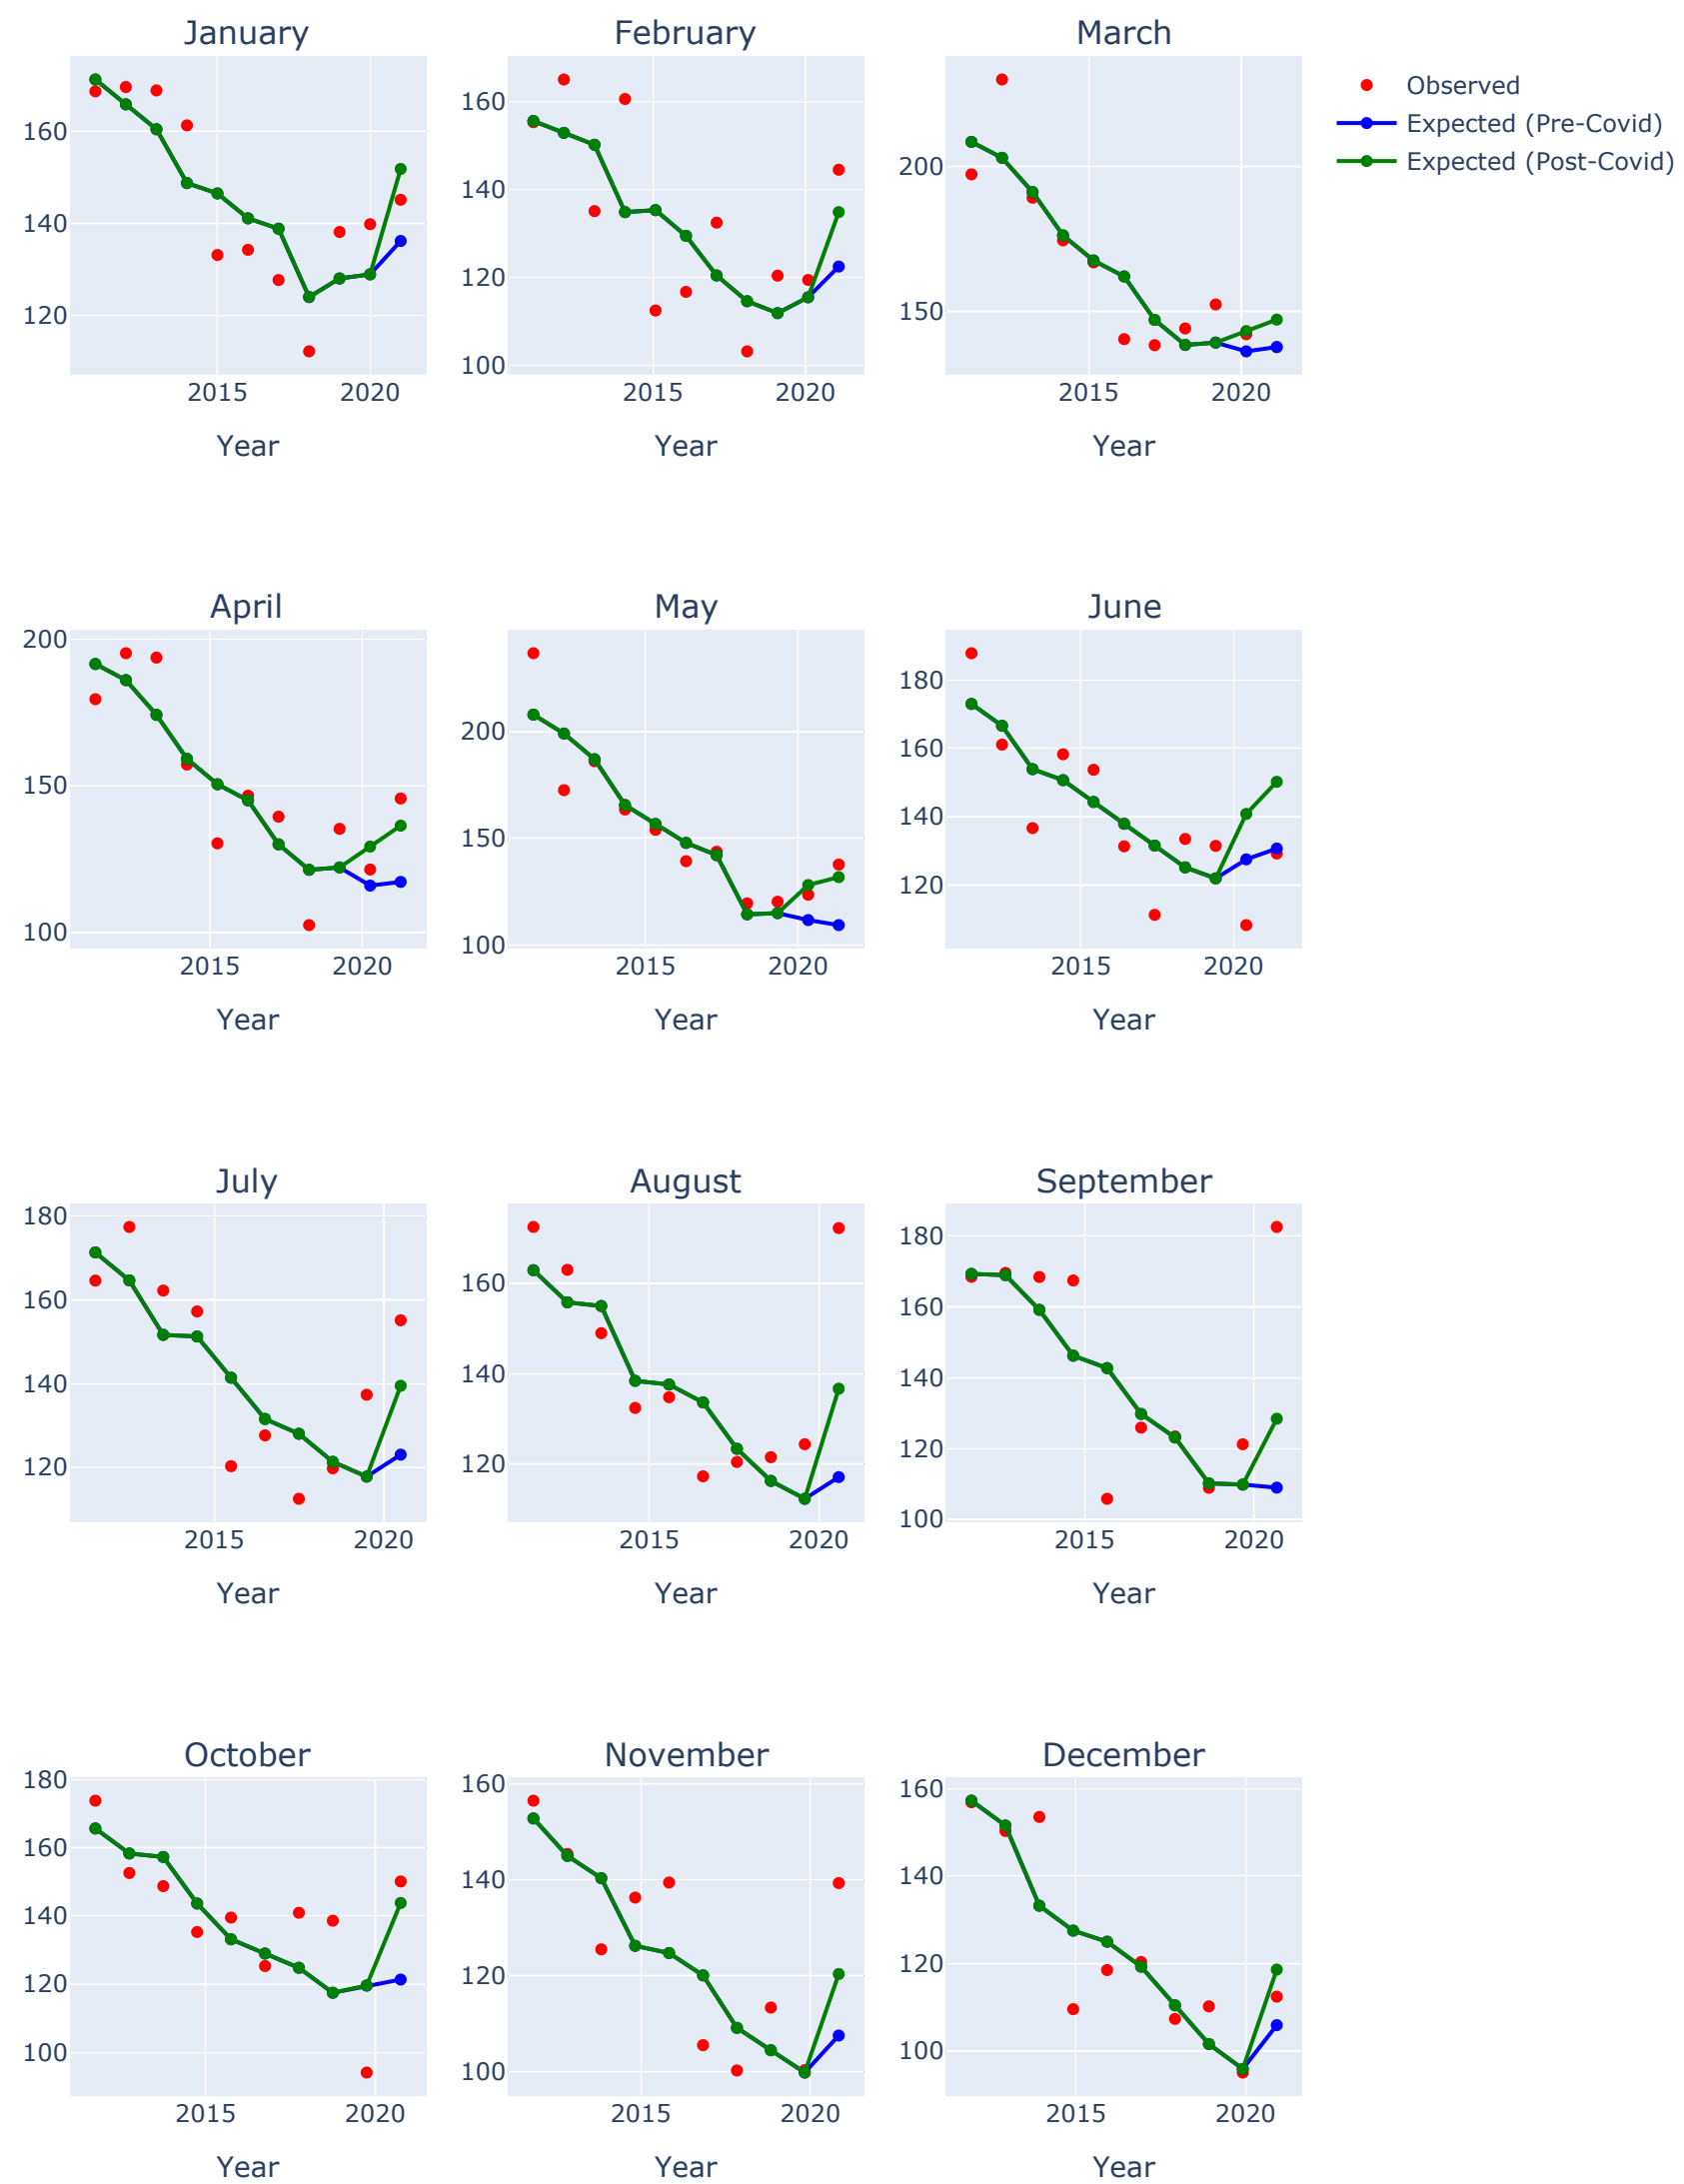 January
February
March
Observed
Expected (Pre-Covid)
Expected (Post-Covid)
160
140
120
160
140
120
100
200
150
2015
2020
2015
2020
2015
2020
Year
Year
Year
April
May
June
200
150
100
200
150
100
180
160
140
120
2015
2020
2015
2020
2015
2020
Year
Year
Year
July
August
September
180
160
140
120
160
140
120
180
160
140
120
100
2015
2020
2015
2020
2015
2020
Year
Year
Year
October
November
December
180
160
140
120
100
160
140
120
100
160
140
120
100
2015
2020
2015
2020
2015
2020
Year
Year
Year